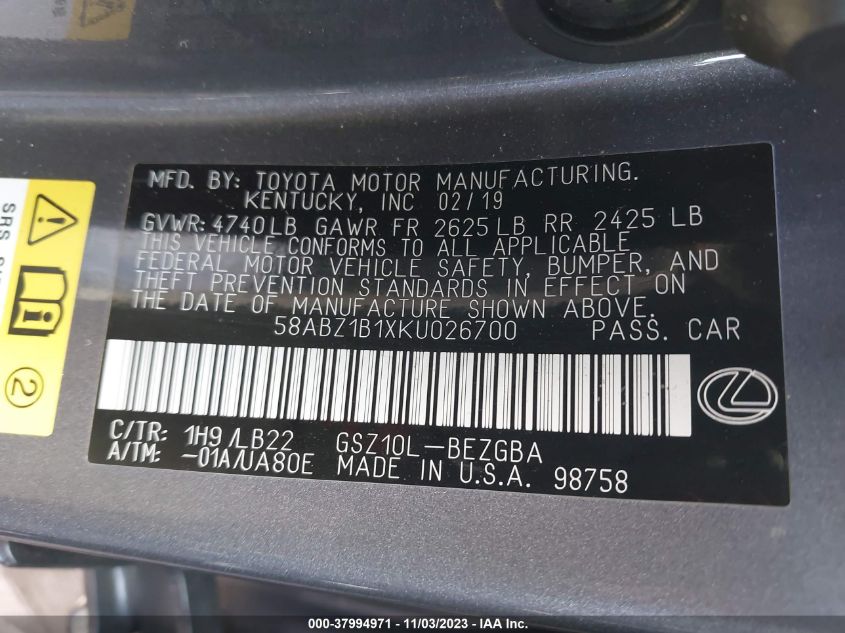 MFD. BY: TOYOTA MOTOR MANUFACTURING.
KENTUCKY, INC 02/19
GVWR: 4740LB GAWR FR 2625LB RR 2425 LB
THIS VEHICLE CONFORMS TO ALL APPLICABLE
FEDERAL MOTOR VEHICLE SAFETY, BUMPER, AND
THEFT PREVENTION STANDARDS IN EFFECT ON
THE DATE OF MANUFACTURE SHOWN ABOVE.
58ABZ1B1XKU026700 PASS. CAR
C/TR: 1H9/LB22 GSZ10L-BEZGBA
A/TM: -01A/UA80E MADE IN U.S.A. 98758
SRS
2
000-37994971 - 11/03/2023 - IAA Inc.